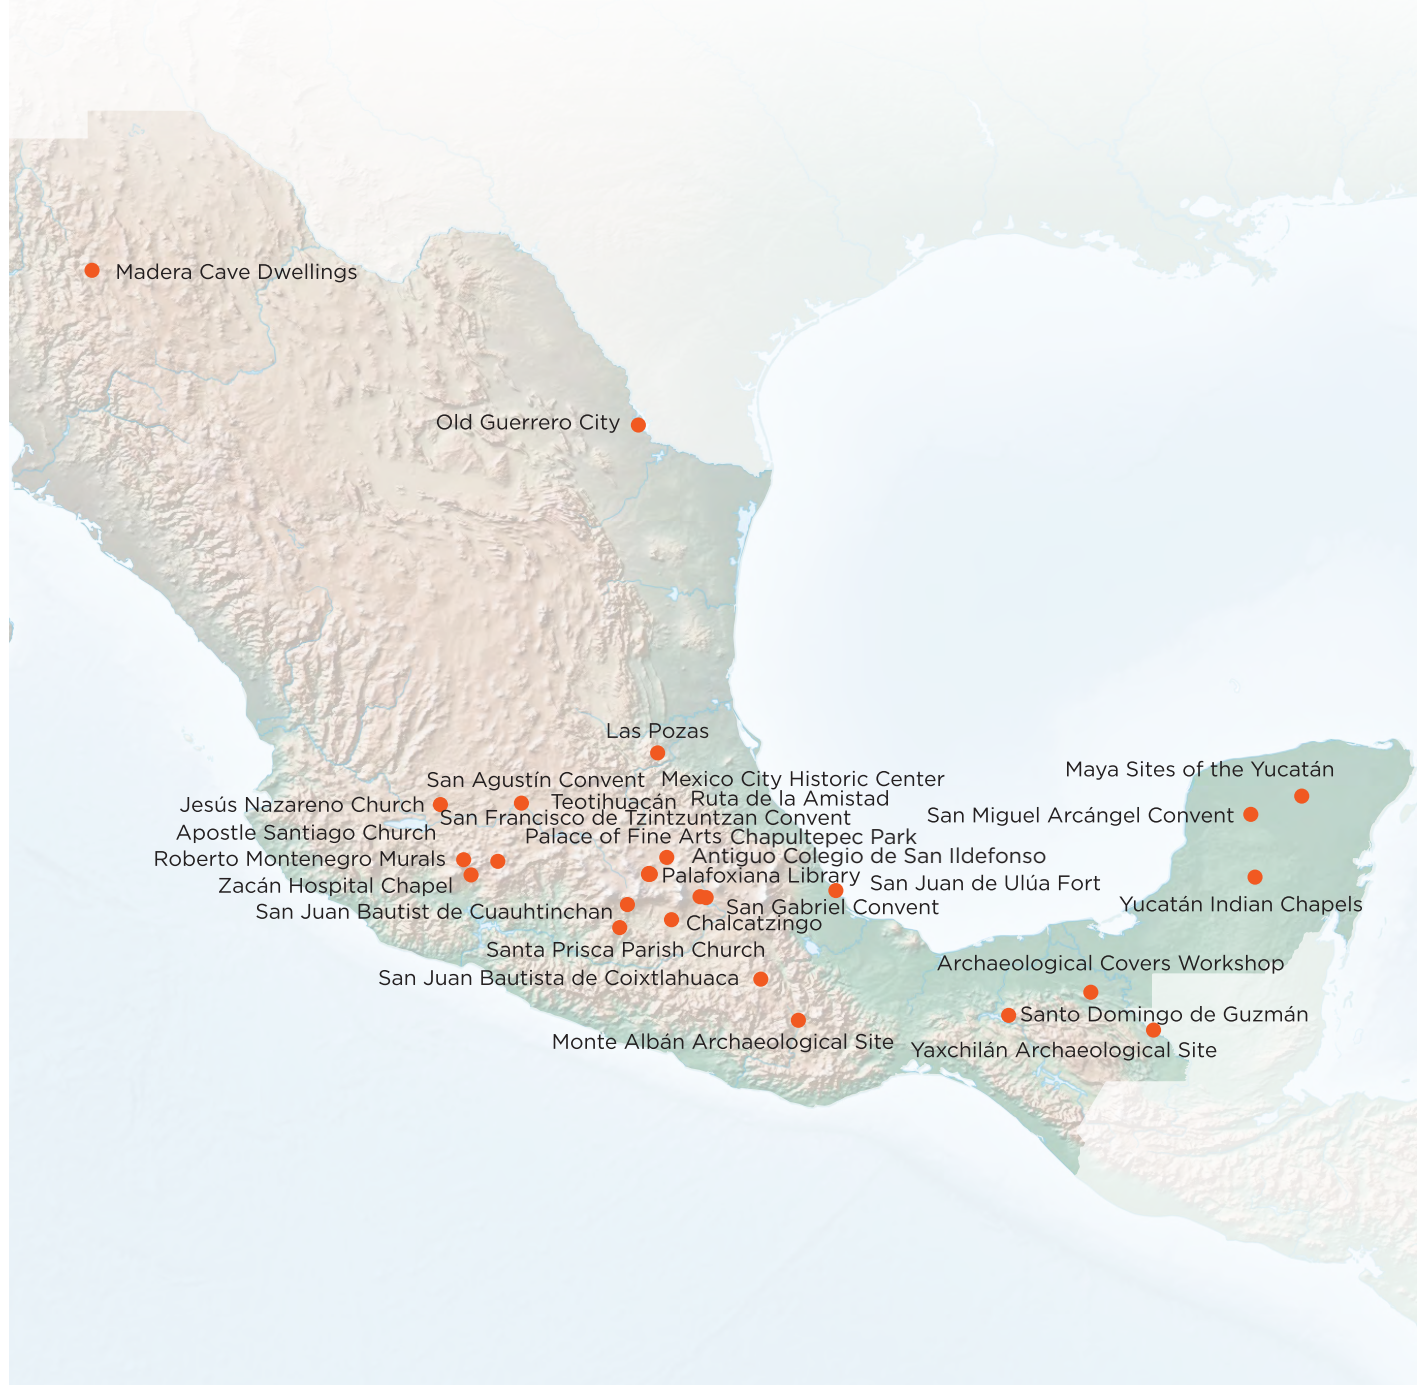 Madera Cave Dwellings
Old Guerrero City
Las Pozas
Maya Sites of the Yucatán
San Agustín Convent
Mexico City Historic Center
Teotihuacán
Ruta de la Amistad
Jesús Nazareno Church
San Miguel Arcángel Convent
San Francisco de Tzintzuntzan Convent
Apostle Santiago Church
Palace of Fine Arts
Chapultepec Park
Roberto Montenegro Murals
Antiguo Colegio de San Ildefonso
Palafoxiana Library
Zacán Hospital Chapel
San Juan de Ulúa Fort
Yucatán Indian Chapels
San Juan Bautist de Cuauhtinchan
San Gabriel Convent
Chalcatzingo
Santa Prisca Parish Church
Archaeological Covers Workshop
San Juan Bautista de Coixtlahuaca
Santo Domingo de Guzmán
Monte Albán Archaeological Site
Yaxchilán Archaeological Site